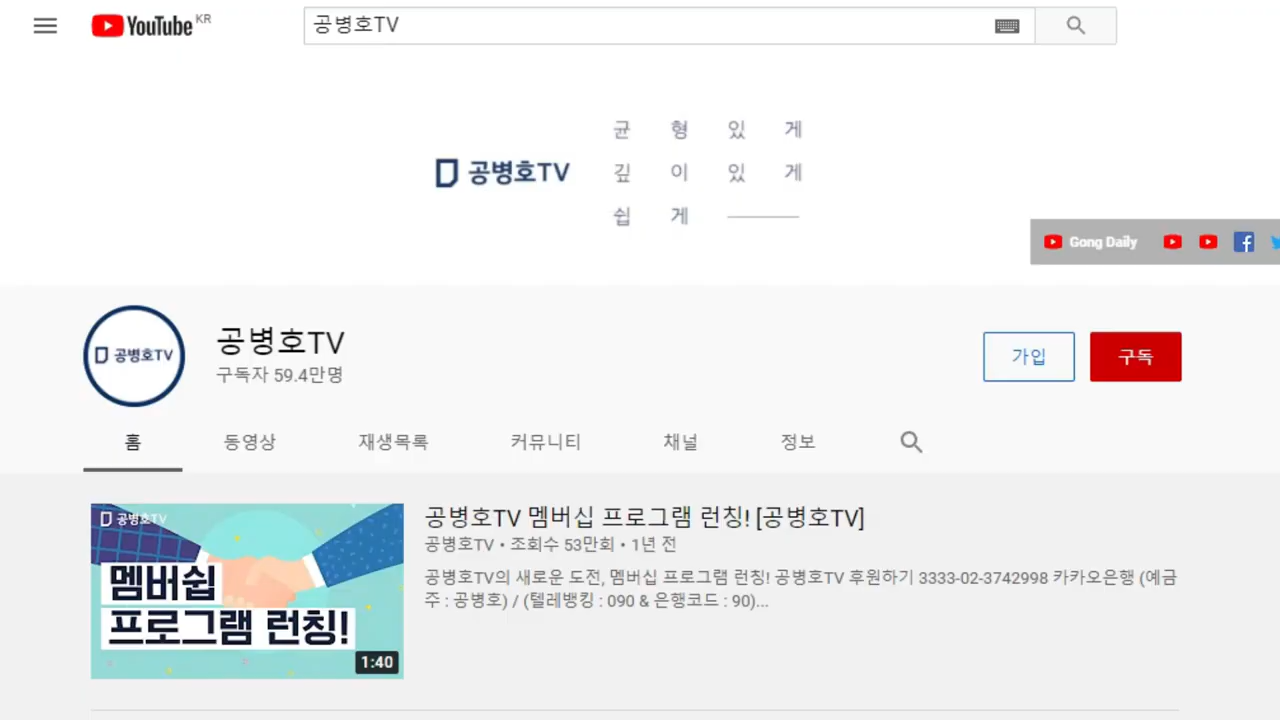 YouTube KR
공병호TV
균 형 있 게
공병호TV
깊 이 있 게
쉽 게
Gong Daily
공병호TV
공병호TV
구독자 59.4만명
가입
구독
홈
동영상
재생목록
커뮤니티
채널
정보
공병호TV
멤버쉽
프로그램 런칭!
1:40
공병호TV 멤버십 프로그램 런칭! [공병호TV]
공병호TV • 조회수 53만회 • 1년 전
공병호TV의 새로운 도전, 멤버십 프로그램 런칭! 공병호TV 후원하기 3333-02-3742998 카카오은행 (예금
주 : 공병호) / (텔레뱅킹 : 090 & 은행코드 : 90)...